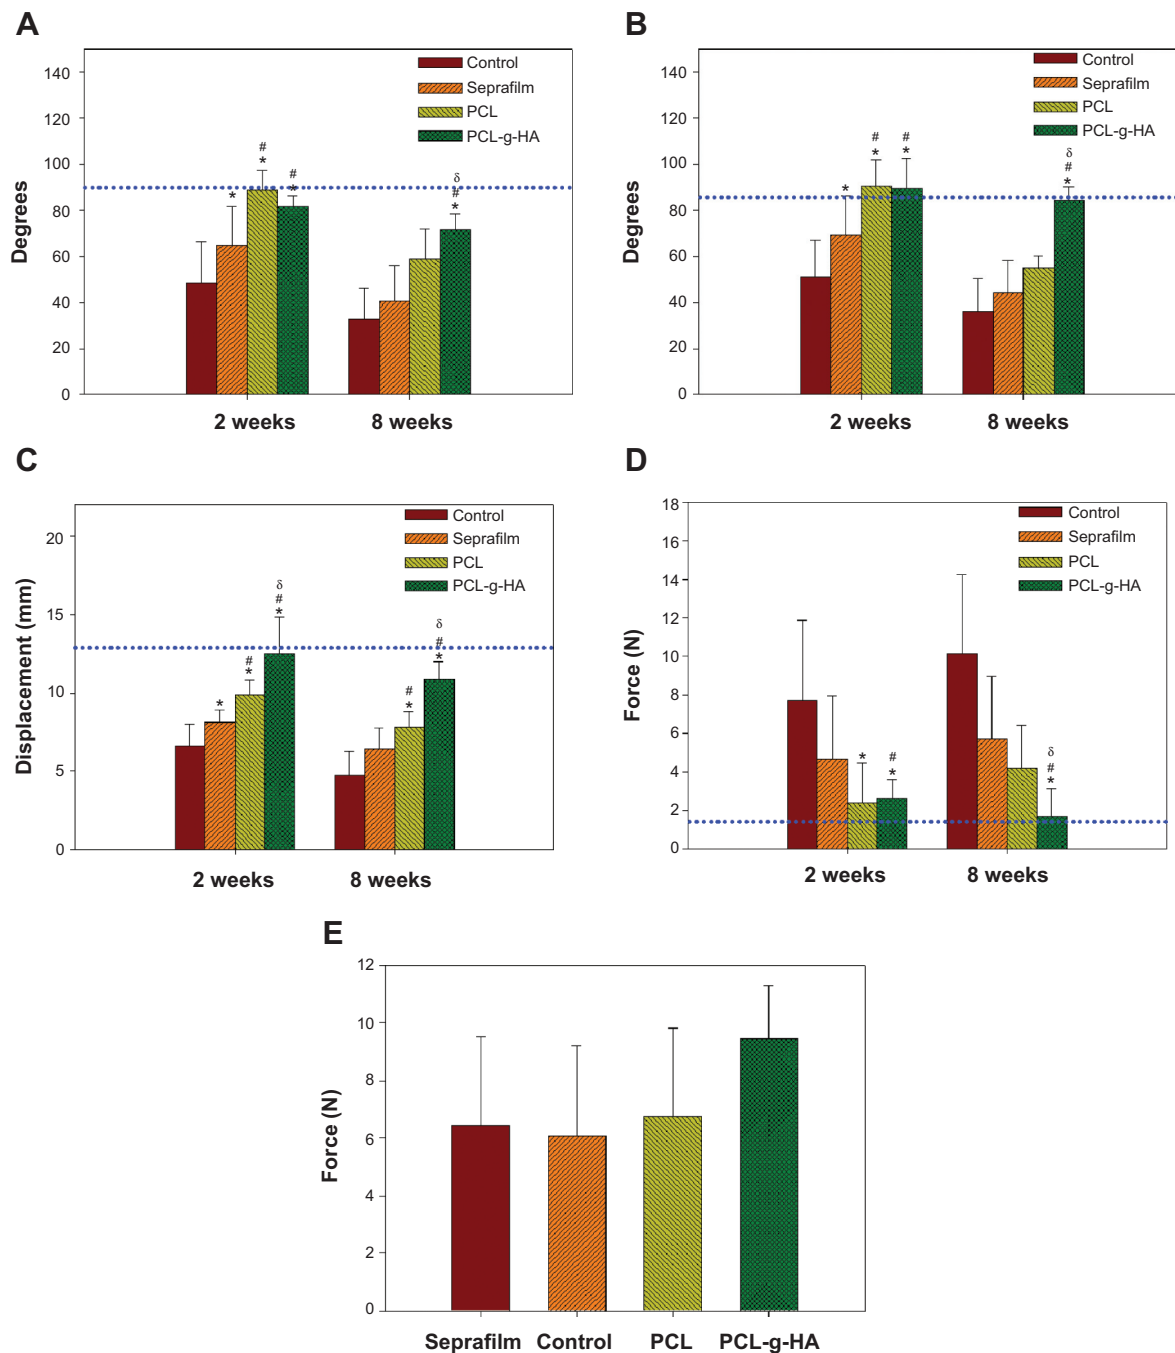 A
Degrees
140
120
100
80
60
40
20
0
Control
Seprafilm
PCL
PCL-g-HA
*
#
*
#
*
δ
#
*
2 weeks
8 weeks
B
Degrees
140
120
100
80
60
40
20
0
Control
Seprafilm
PCL
PCL-g-HA
*
#
*
#
*
δ
#
*
2 weeks
8 weeks
C
Displacement (mm)
20
15
10
5
0
Control
Seprafilm
PCL
PCL-g-HA
*
#
*
δ
#
*
#
*
δ
#
*
2 weeks
8 weeks
D
Force (N)
18
16
14
12
10
8
6
4
2
0
Control
Seprafilm
PCL
PCL-g-HA
*
#
*
δ
#
*
2 weeks
8 weeks
E
Force (N)
12
10
8
6
4
2
0
Seprafilm
Control
PCL
PCL-g-HA